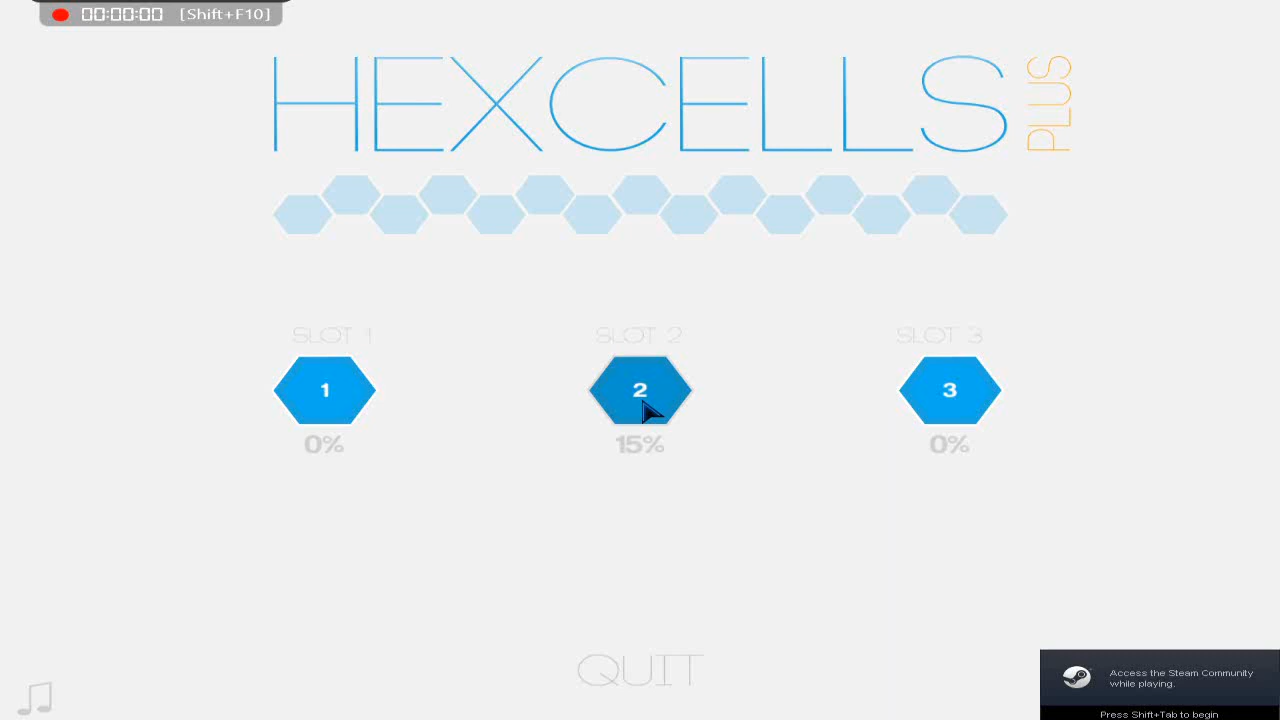 00:00:00 [Shift+F10]
HEXCELLS PLUS
SLOT 1 SLOT 2 SLOT 3
1 2 3
0% 15% 0%
QUIT
Access the Steam Community
while playing.
Press Shift+Tab to begin